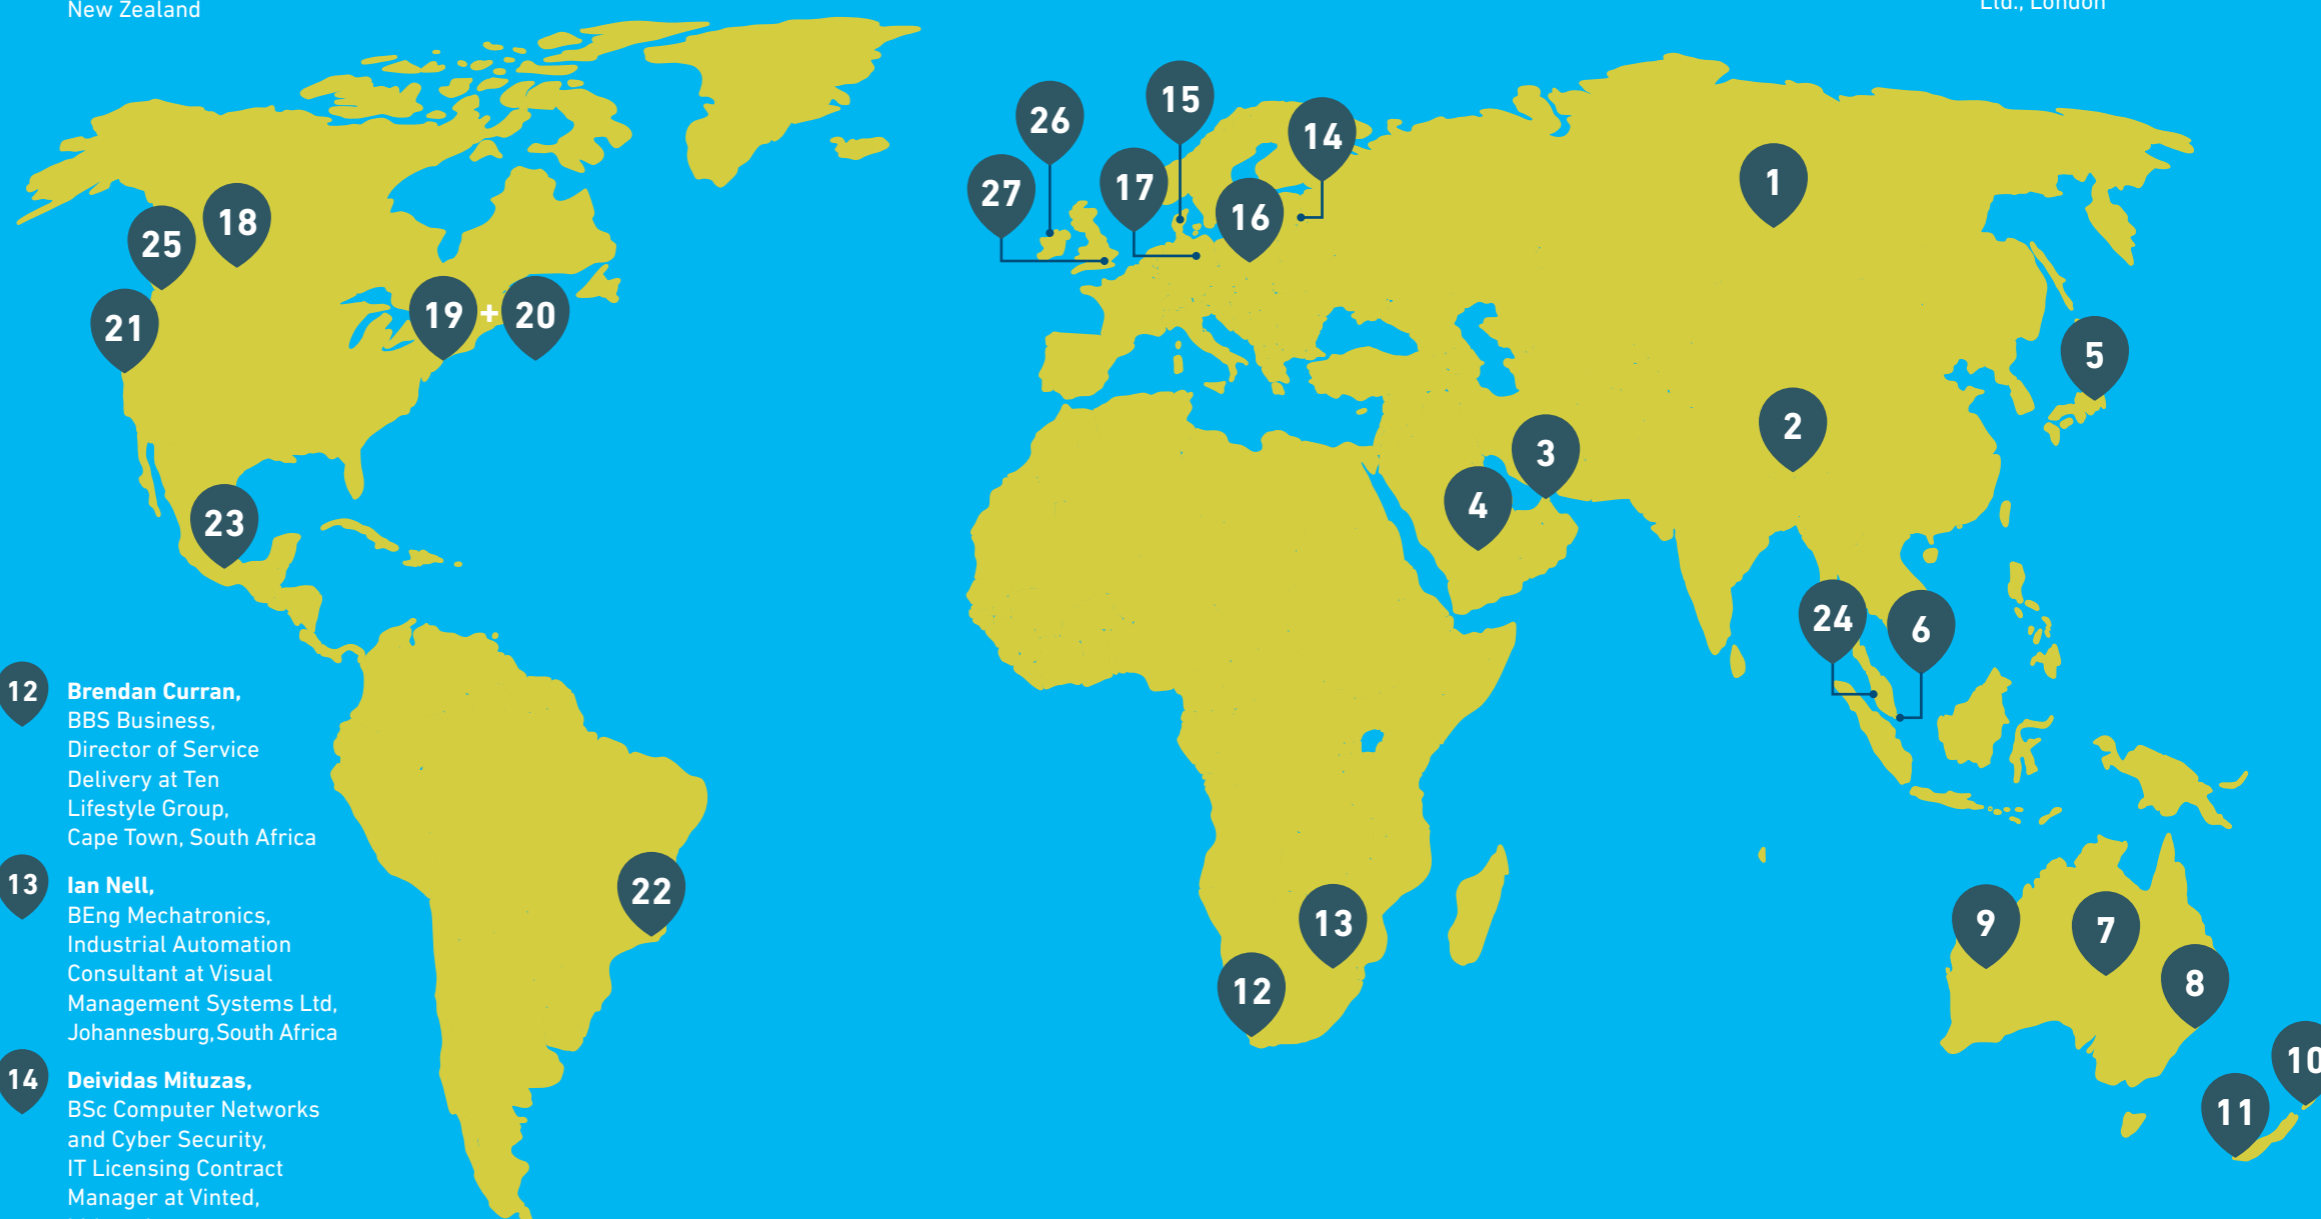 New Zealand
Ltd., London
15
26
14
27
17
16
1
25
18
19 + 20
21
5
2
3
4
23
24
6
12
Brendan Curran,
BBS Business,
Director of Service
Delivery at Ten
Lifestyle Group,
Cape Town, South Africa
13
Ian Nell,
BEng Mechatronics,
Industrial Automation
Consultant at Visual
Management Systems Ltd,
Johannesburg,South Africa
14
Deividas Mituzas,
BSc Computer Networks
and Cyber Security,
IT Licensing Contract
Manager at Vinted,
22
13
12
9
7
8
10
11